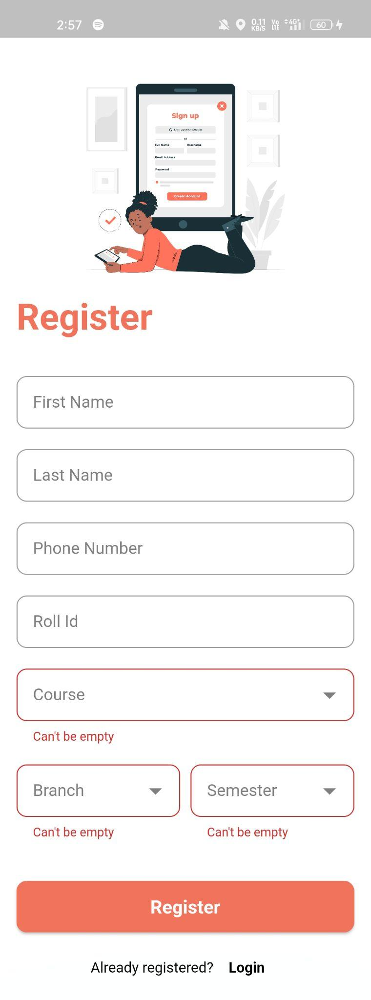 2:57 0.11 KB/S Vo LTE 4G+ 60
Sign up
G Sign up with Google
Or
Full Name Username
Email Address
Password
Create Account
Register
First Name
Last Name
Phone Number
Roll Id
Course
Can't be empty
Branch Semester
Can't be empty Can't be empty
Register
Already registered? Login